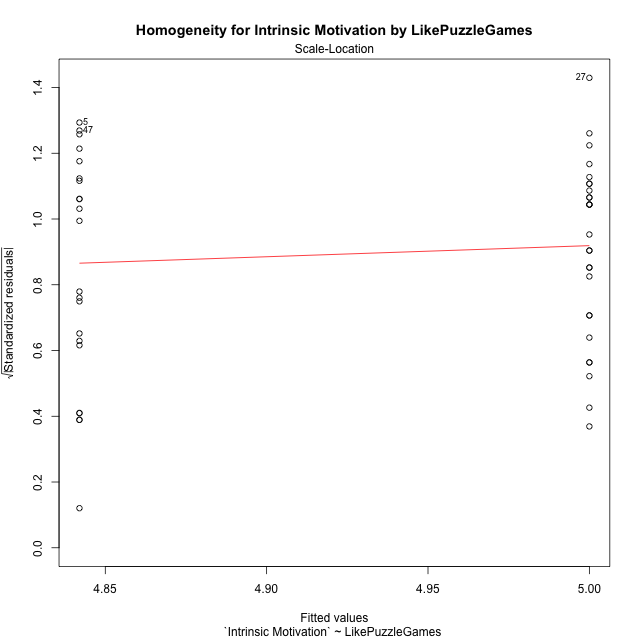 Homogeneity for Intrinsic Motivation by LikePuzzleGames
Scale-Location
27
5
47
1.4
1.2
1.0
0.8
0.6
0.4
0.2
0.0
√|Standardized residuals|
4.85 4.90 4.95 5.00
Fitted values
`Intrinsic Motivation` ~ LikePuzzleGames